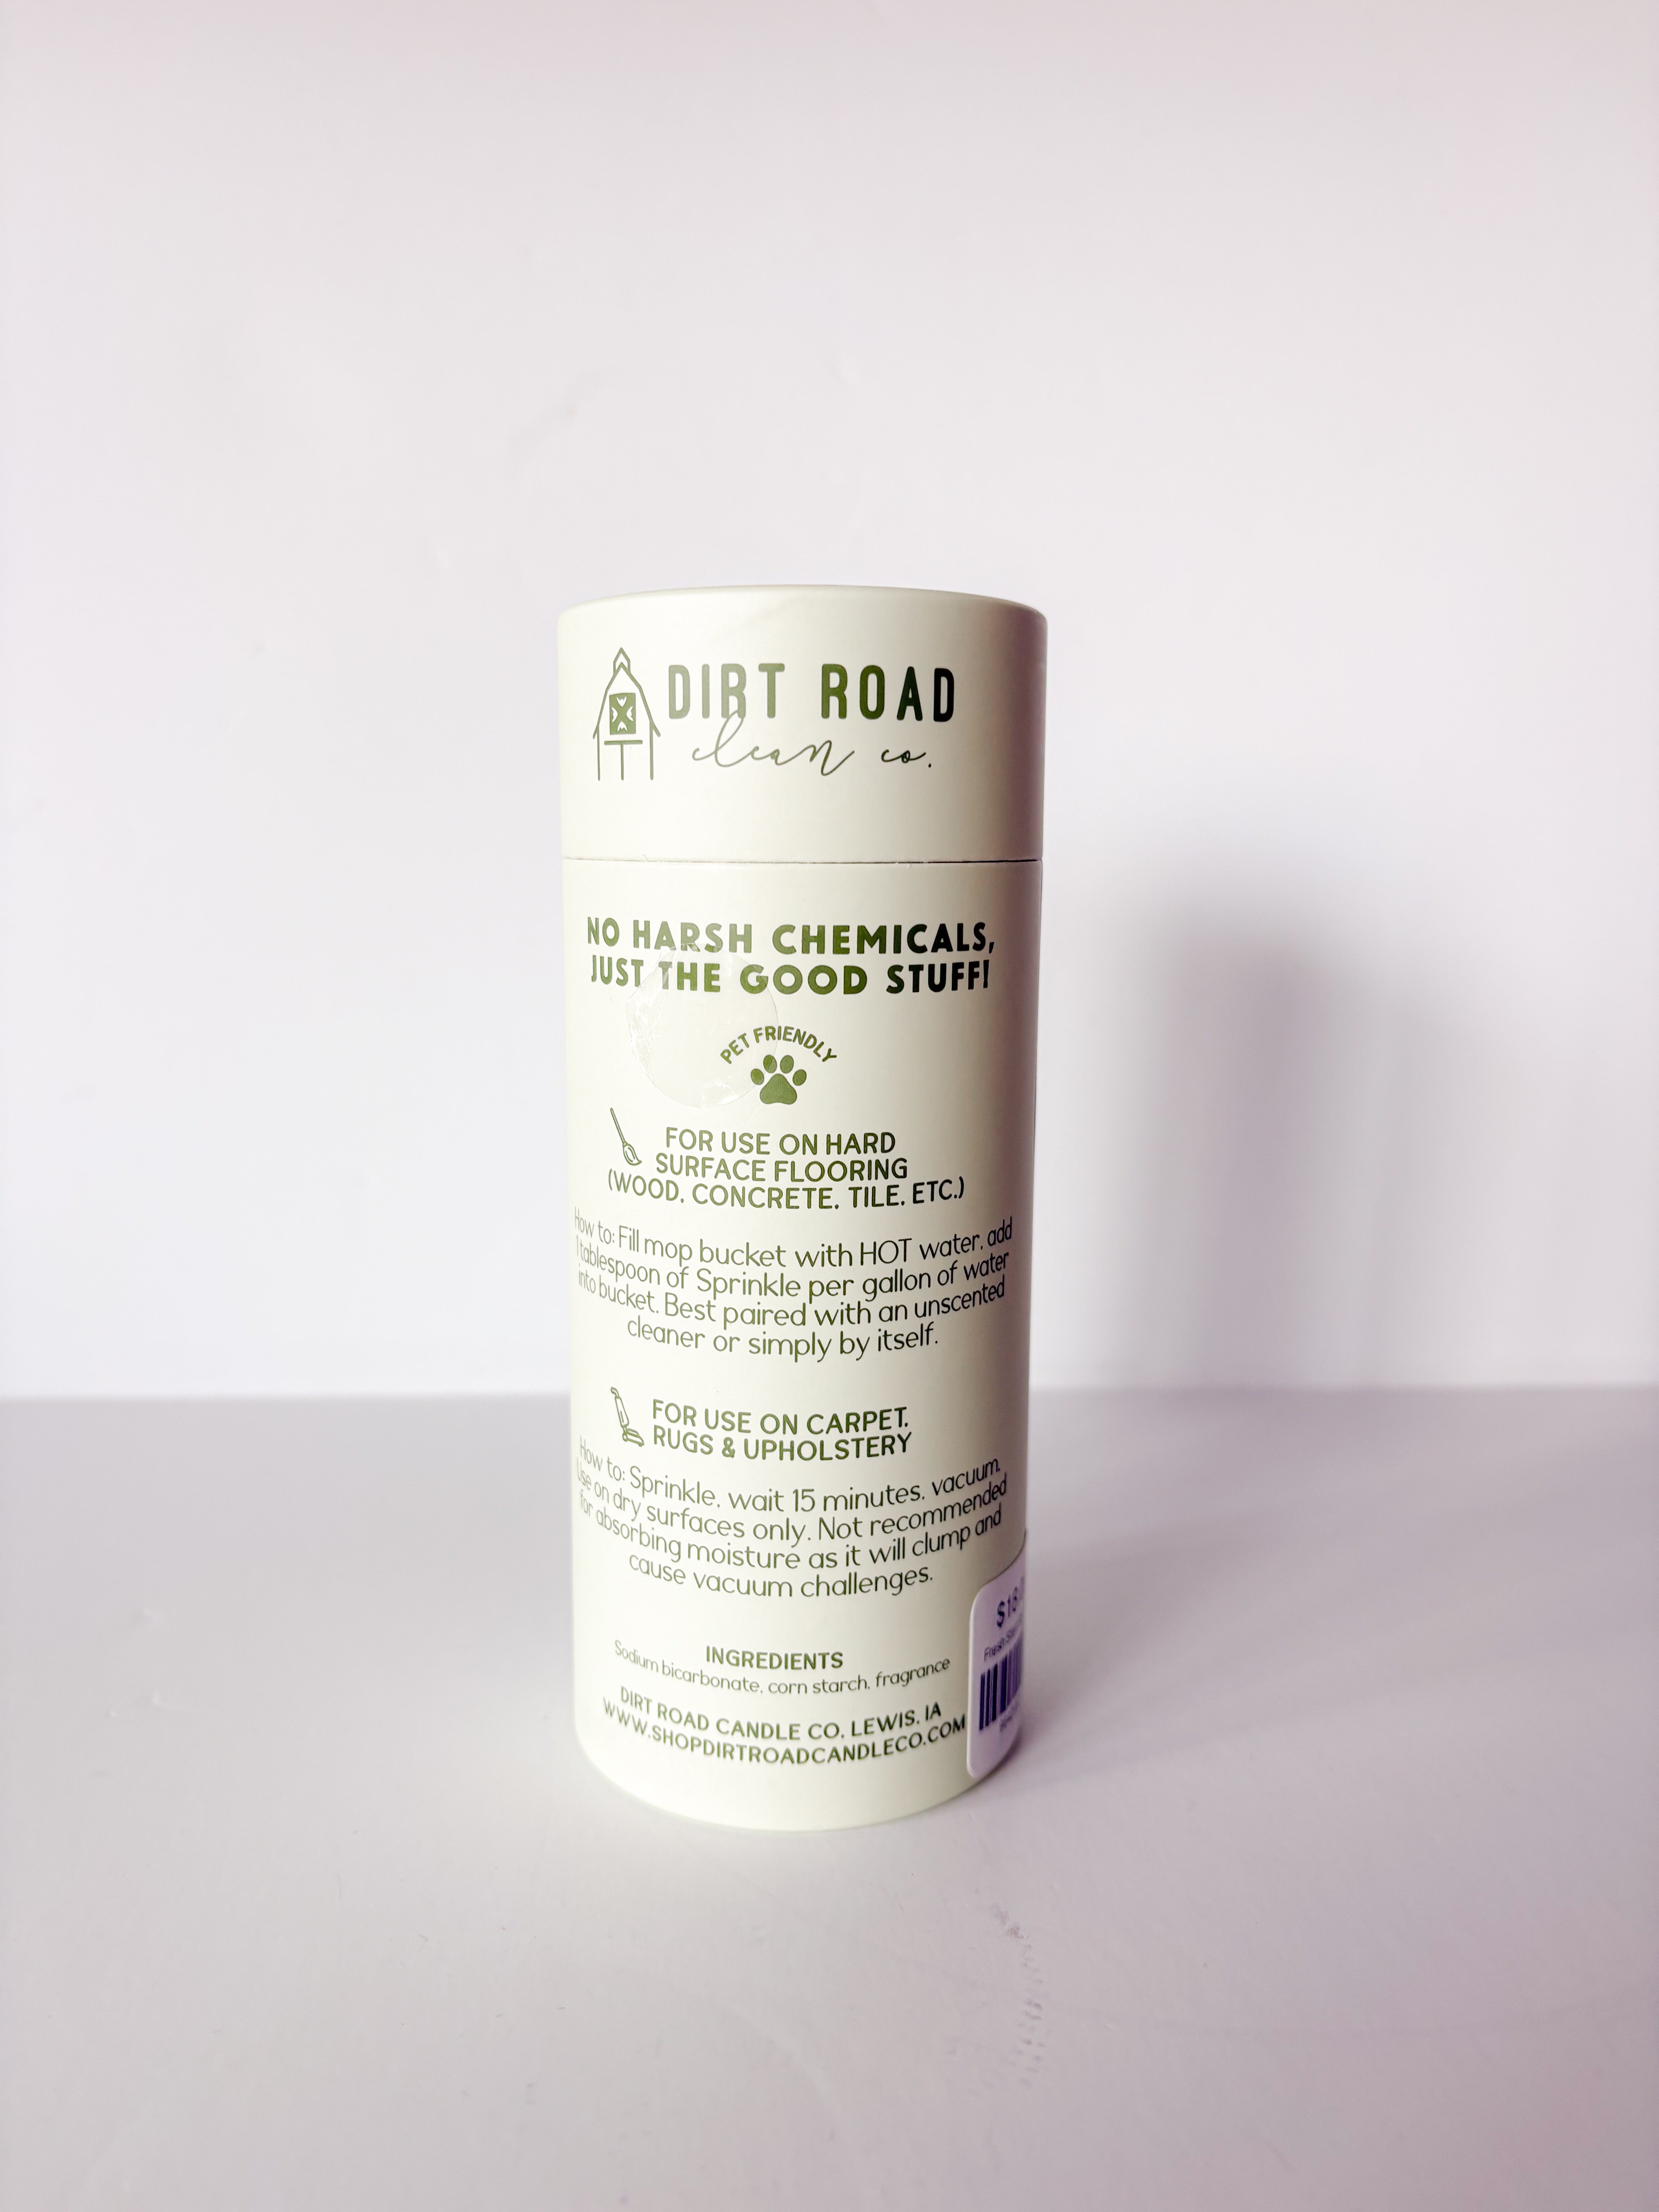 DIRT ROAD
clean co.
NO HARSH CHEMICALS,
JUST THE GOOD STUFF!
PET FRIENDLY
FOR USE ON HARD
SURFACE FLOORING
(WOOD, CONCRETE, TILE, ETC.)
How to: Fill mop bucket with HOT water, add
1 tablespoon of Sprinkle per gallon of water
into bucket. Best paired with an unscented
cleaner or simply by itself.
FOR USE ON CARPET,
RUGS & UPHOLSTERY
How to: Sprinkle, wait 15 minutes, vacuum.
Use on dry surfaces only. Not recommended
for absorbing moisture as it will clump and
cause vacuum challenges.
INGREDIENTS
Sodium bicarbonate, corn starch, fragrance
DIRT ROAD CANDLE CO, LEWIS, IA
WWW.SHOPDIRTROADCANDLECO.COM
$18
Fresh